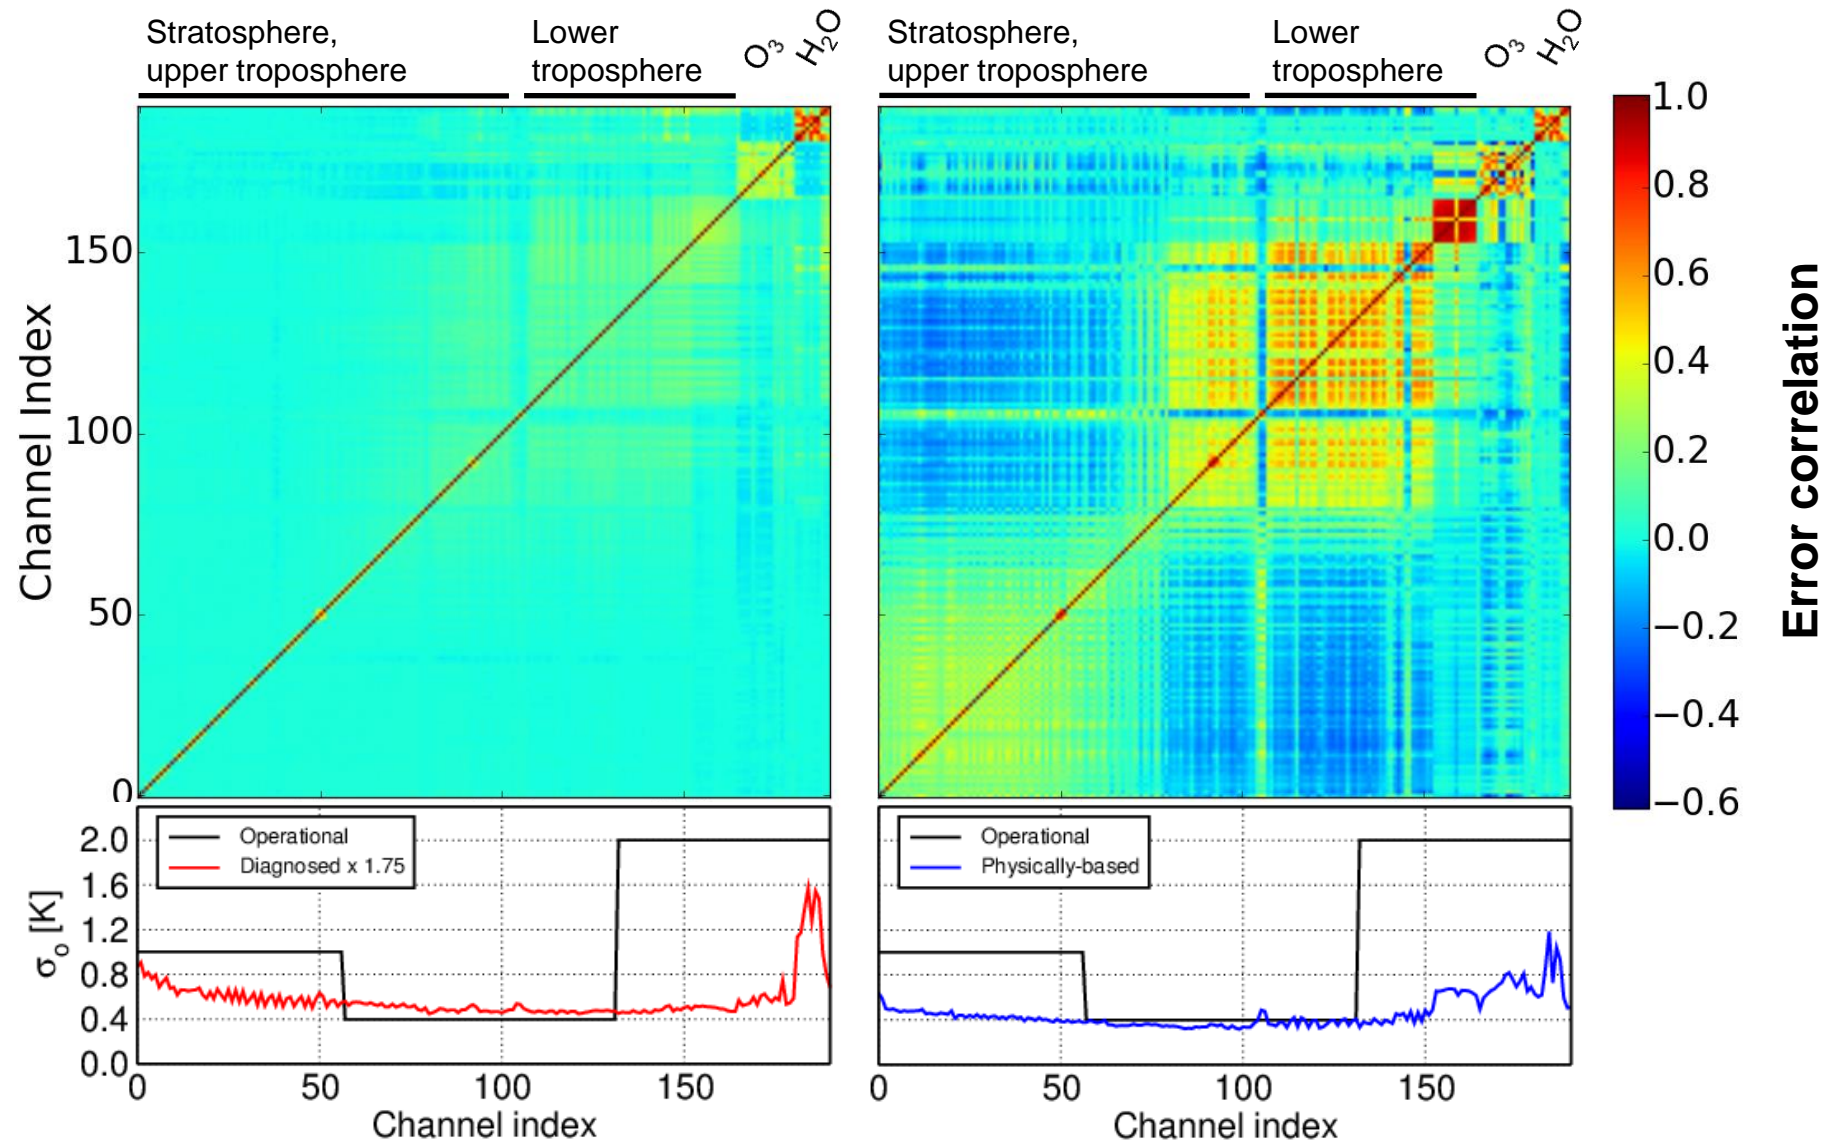 Stratosphere,
upper troposphere
Lower
troposphere
O3
H2O
Stratosphere,
upper troposphere
Lower
troposphere
O3
H2O
Channel Index
150
100
50
0
1.0
0.8
0.6
0.4
0.2
0.0
−0.2
−0.4
−0.6
Error correlation
σo [K]
2.0
1.6
1.2
0.8
0.4
0.0
Operational
Diagnosed x 1.75
0 50 100 150
Channel index
Operational
Physically-based
0 50 100 150
Channel index